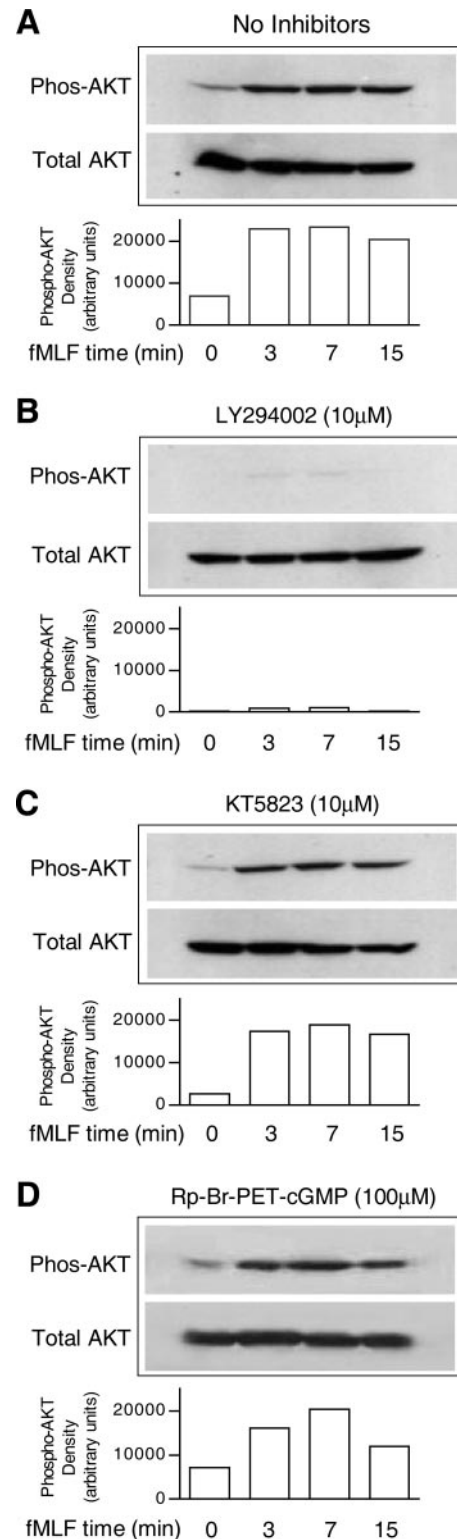 A
No Inhibitors
Phos-AKT
Total AKT
Phospho-AKT
Density
(arbitrary units)
20000
10000
0
fMLF time (min) 0 3 7 15
B
LY294002 (10μM)
Phos-AKT
Total AKT
Phospho-AKT
Density
(arbitrary units)
20000
10000
0
fMLF time (min) 0 3 7 15
C
KT5823 (10μM)
Phos-AKT
Total AKT
Phospho-AKT
Density
(arbitrary units)
20000
10000
0
fMLF time (min) 0 3 7 15
D
Rp-Br-PET-cGMP (100μM)
Phos-AKT
Total AKT
Phospho-AKT
Density
(arbitrary units)
20000
10000
0
fMLF time (min) 0 3 7 15